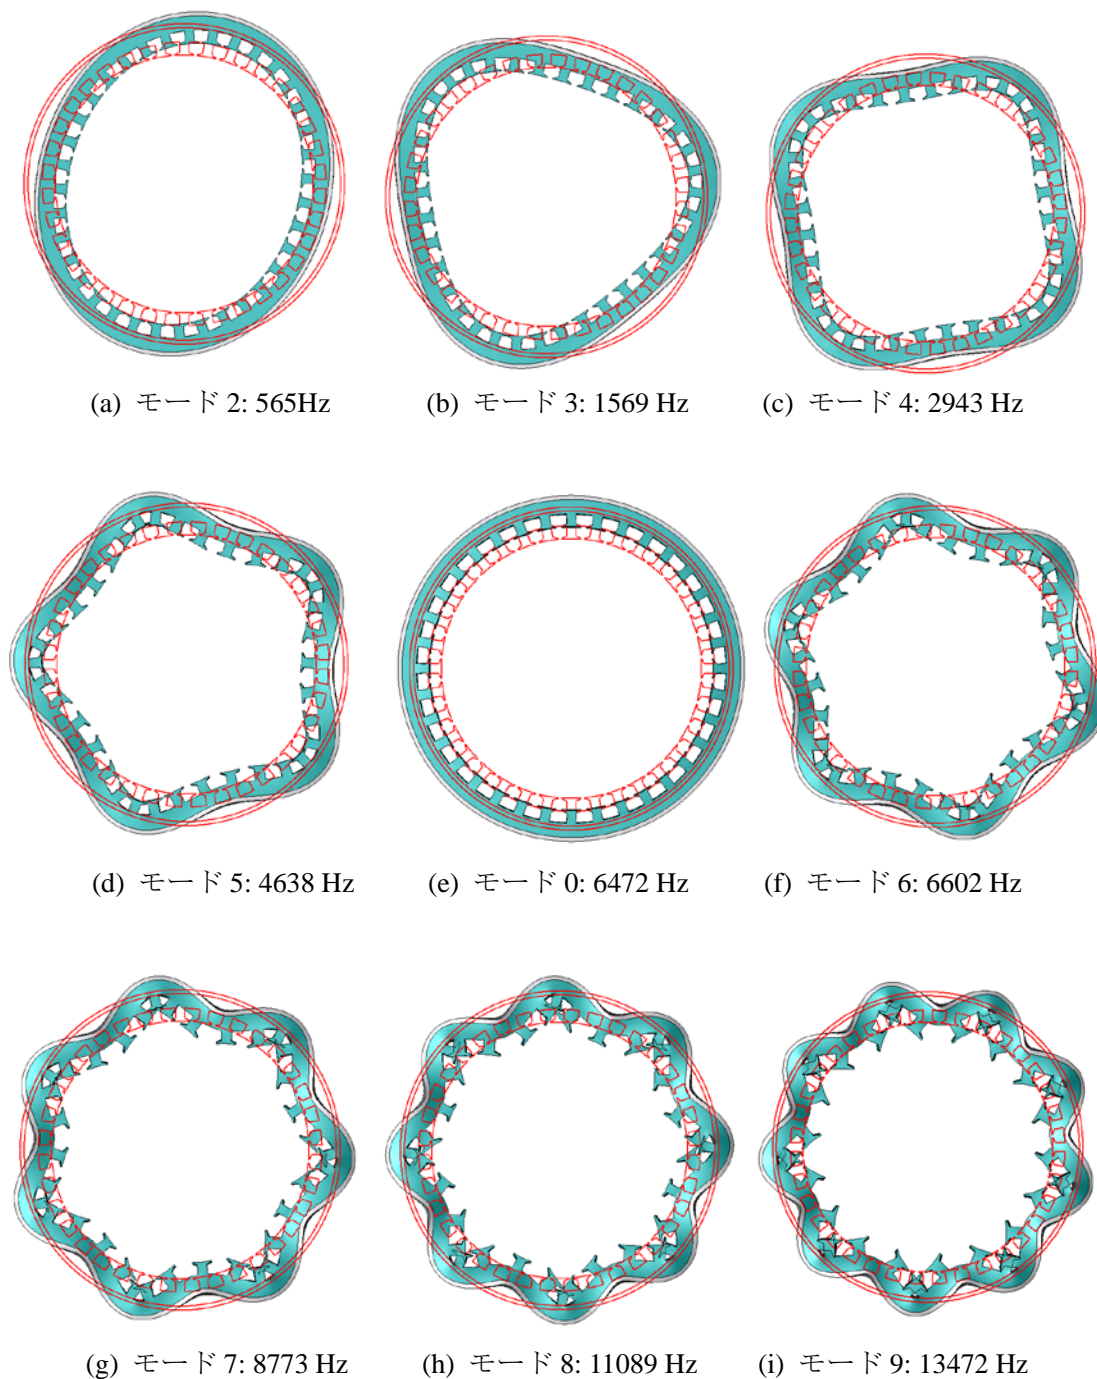 (a) モード 2: 565Hz
(b) モード 3: 1569 Hz
(c) モード 4: 2943 Hz
(d) モード 5: 4638 Hz
(e) モード 0: 6472 Hz
(f) モード 6: 6602 Hz
(g) モード 7: 8773 Hz
(h) モード 8: 11089 Hz
(i) モード 9: 13472 Hz